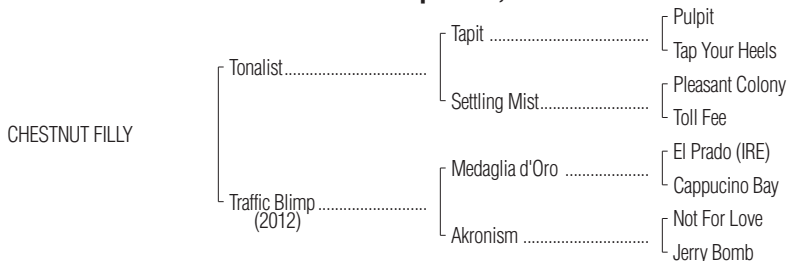 Pulpit
Tapit ..................................................
Tap Your Heels
Tonalist..................................
Pleasant Colony
Settling Mist..................................
Toll Fee
CHESTNUT FILLY
El Prado (IRE)
Medaglia d'Oro ..........................
Cappucino Bay
Traffic Blimp ..........................
(2012)
Not For Love
Akronism ......................................
Jerry Bomb